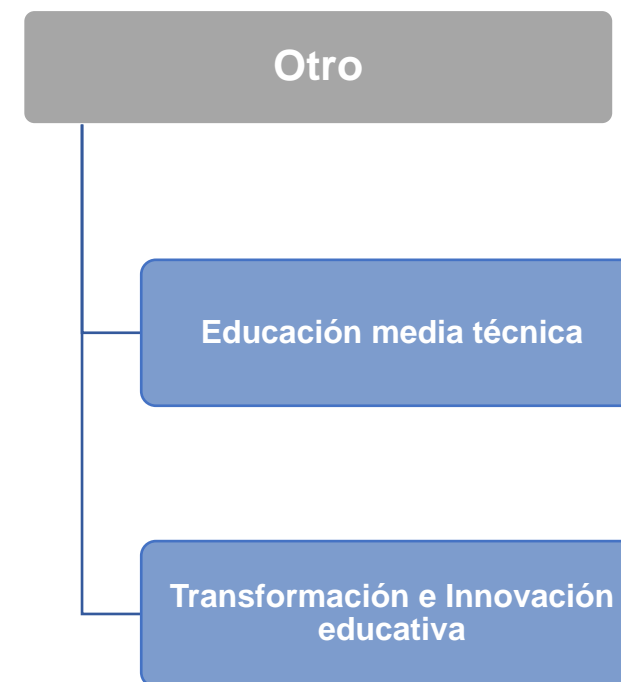 Otro
Educación media técnica
Transformación e Innovación
educativa